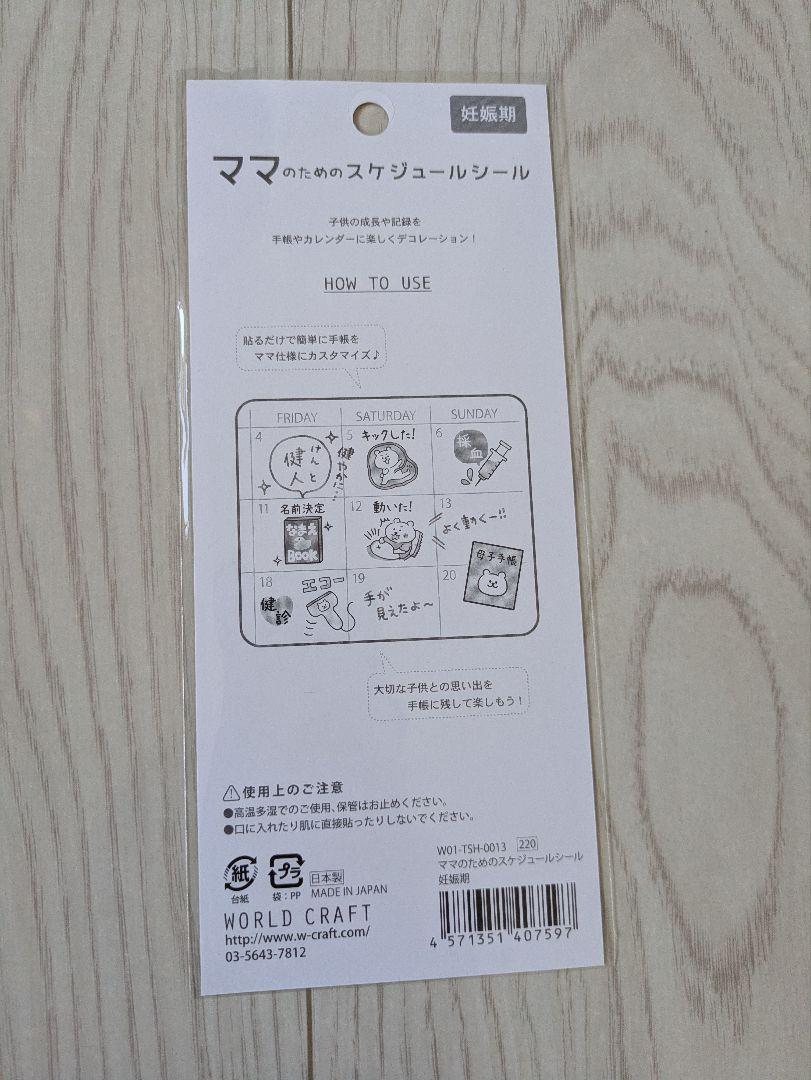 妊娠期
ママのためのスケジュールシール
子供の成長や記録を
手帳やカレンダーに楽しくデコレーション！
HOW TO USE
貼るだけで簡単に手帳を
ママ仕様にカスタマイズ♪
FRIDAY SATURDAY SUNDAY
4
健人
けんと
健やかに…
5
キックした!
6
採血
11
名前決定
なまえ
BOOK
12
動いた!
13
よく動くー!!
母子手帳
18
健診
エコー
19
手が
見えたよ〜
20
大切な子供との思い出を
手帳に残して楽しもう！
⚠使用上のご注意
●高温多湿でのご使用、保管はお止めください。
●口に入れたり肌に直接貼ったりしないでください。
紙
台紙
プラ
袋：PP
日本製
MADE IN JAPAN
WORLD CRAFT
http://www.w-craft.com/
03-5643-7812
W01-TSH-0013 220
ママのためのスケジュールシール
妊娠期
4 571351 407597